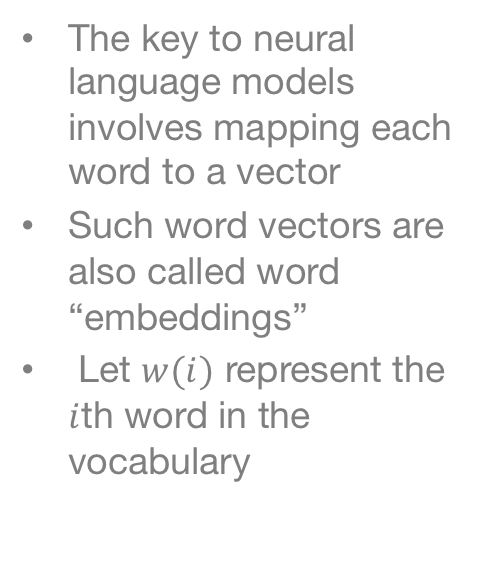 • The key to neural
language models
involves mapping each
word to a vector
• Such word vectors are
also called word
“embeddings”
• Let w(i) represent the
ith word in the
vocabulary